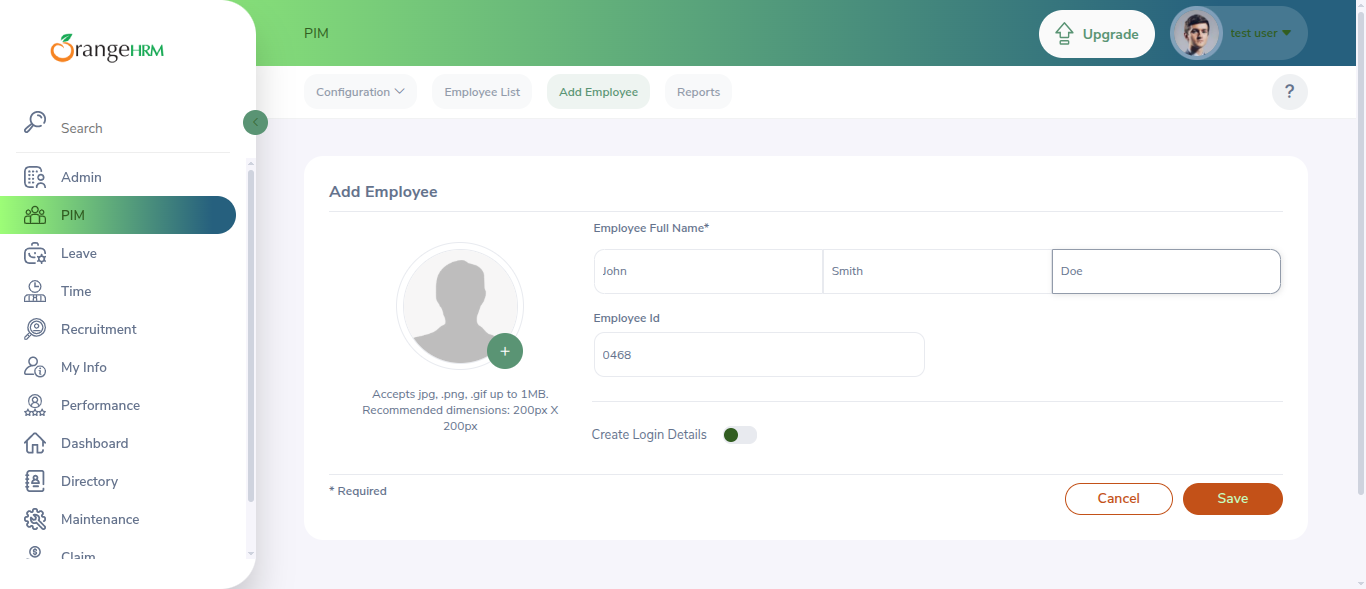 OrangeHRM
Search
Admin
PIM
Leave
Time
Recruitment
My Info
Performance
Dashboard
Directory
Maintenance
Claim
PIM
Upgrade
test user
Configuration
Employee List
Add Employee
Reports
?
Add Employee
Accepts jpg, .png, .gif up to 1MB.
Recommended dimensions: 200px X
200px
Employee Full Name*
John
Smith
Doe
Employee Id
0468
Create Login Details
* Required
Cancel
Save